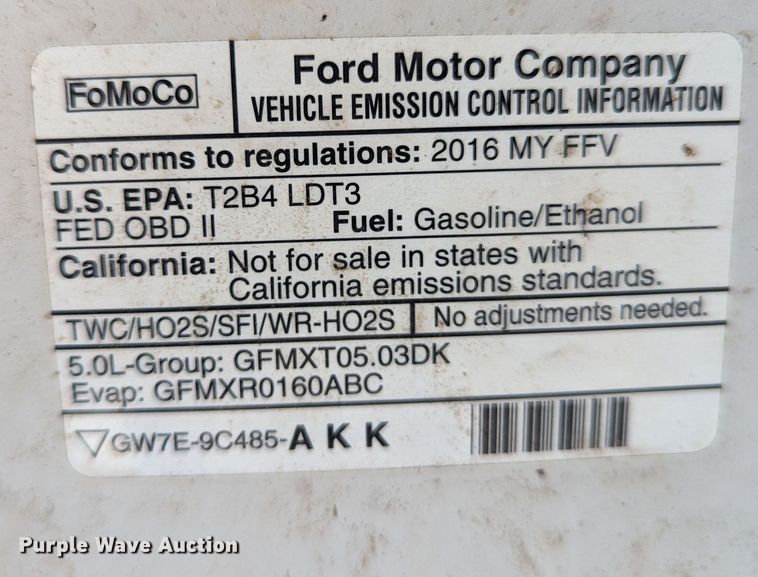 FoMoCo
Ford Motor Company
VEHICLE EMISSION CONTROL INFORMATION
Conforms to regulations: 2016 MY FFV
U.S. EPA: T2B4 LDT3
FED OBD II Fuel: Gasoline/Ethanol
California: Not for sale in states with
California emissions standards.
TWC/HO2S/SFI/WR-HO2S No adjustments needed.
5.0L-Group: GFMXT05.03DK
Evap: GFMXR0160ABC
GW7E-9C485-A K K
Purple Wave Auction